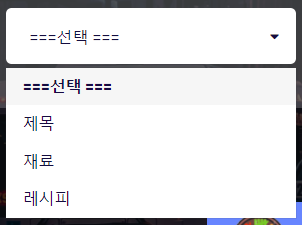 ===선택 ===
===선택 ===
제목
재료
레시피